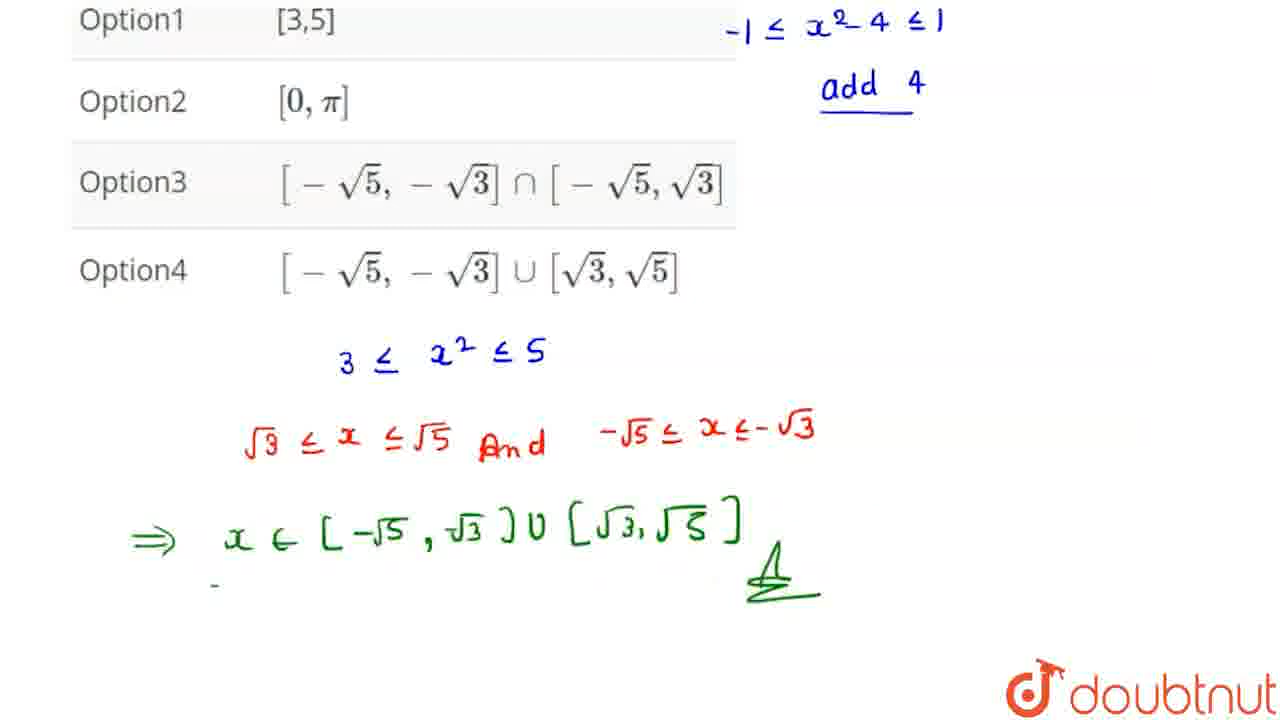 Option1 [3,5]
-1 ≤ x² - 4 ≤ 1
add 4
Option2 [0, π]
Option3 [-√5, -√3] ∩ [-√5, √3]
Option4 [-√5, -√3] ∪ [√3, √5]
3 ≤ x² ≤ 5
√3 ≤ x ≤ √5 And -√5 ≤ x ≤ -√3
⇒ x ∈ [-√5, √3] ∪ [√3, √5]
doubtnut